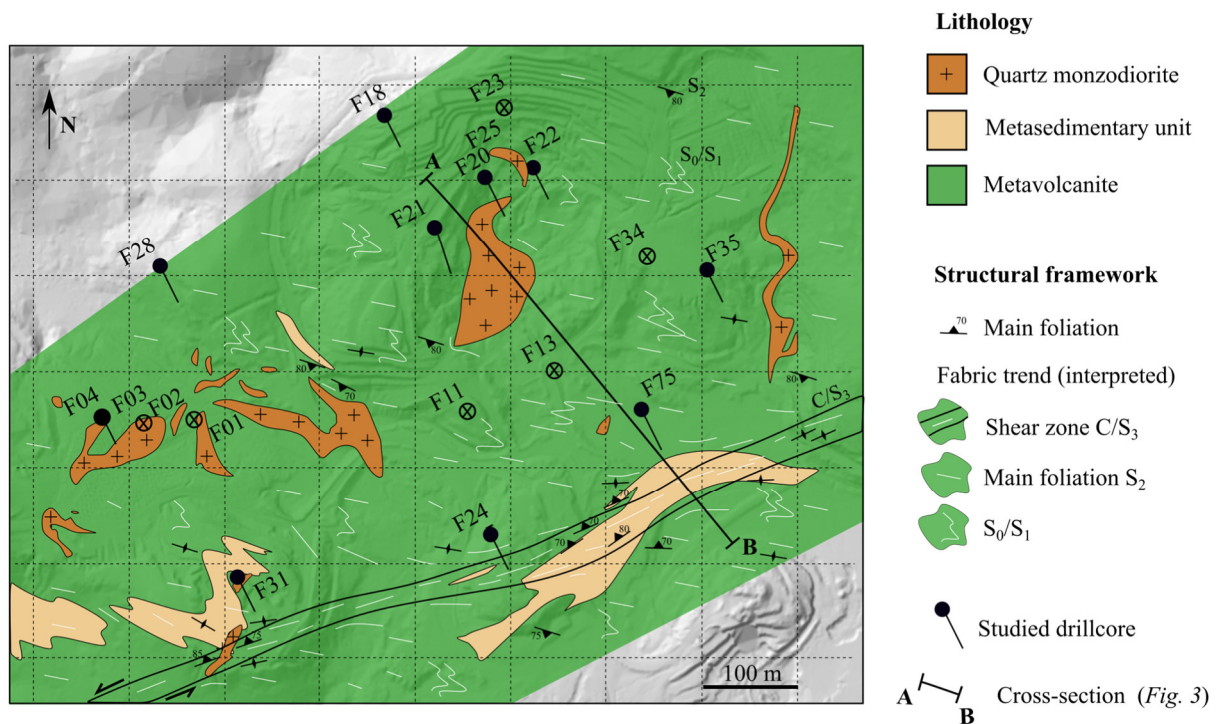 Lithology
Quartz monzodiorite
Metasedimentary unit
Metavolcanite
Structural framework
70
Main foliation
Fabric trend (interpreted)
Shear zone C/S3
Main foliation S2
S0/S1
Studied drillcore
A
B
Cross-section (Fig. 3)
N
F18
F23
80
S2
F25
F22
F20
A
S0/S1
F21
F34
F35
F28
80
80
70
F13
80
F04
F03
F02
F01
F11
F75
C/S3
70
F24
70
70
80
70
B
F31
75
85
75
100 m